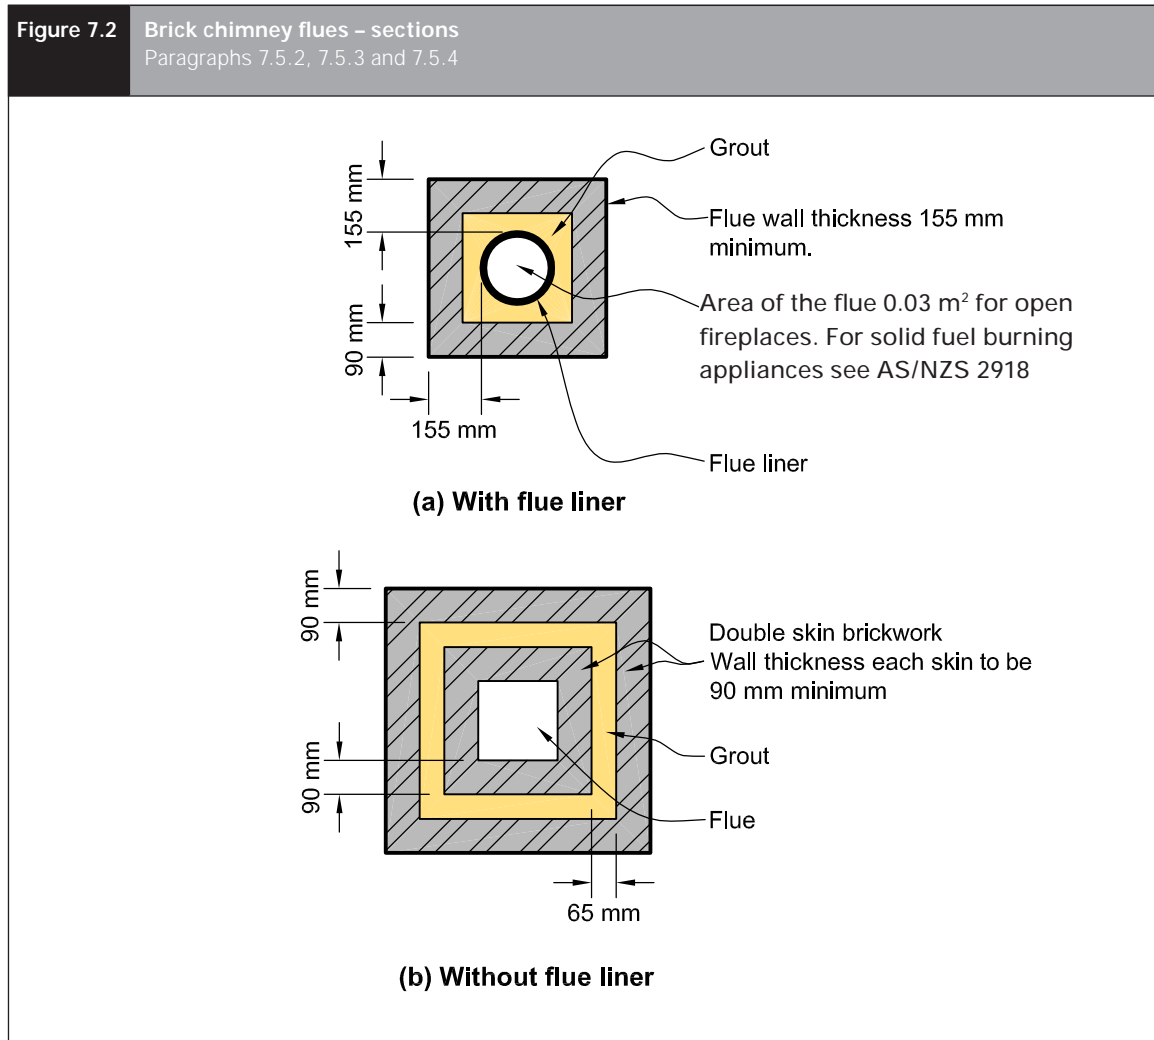 Figure 7.2
Brick chimney flues – sections
Paragraphs 7.5.2, 7.5.3 and 7.5.4
155 mm
90 mm
155 mm
Grout
Flue wall thickness 155 mm
minimum.
Area of the flue 0.03 m² for open
fireplaces. For solid fuel burning
appliances see AS/NZS 2918
Flue liner
(a) With flue liner
90 mm
90 mm
65 mm
Double skin brickwork
Wall thickness each skin to be
90 mm minimum
Grout
Flue
(b) Without flue liner